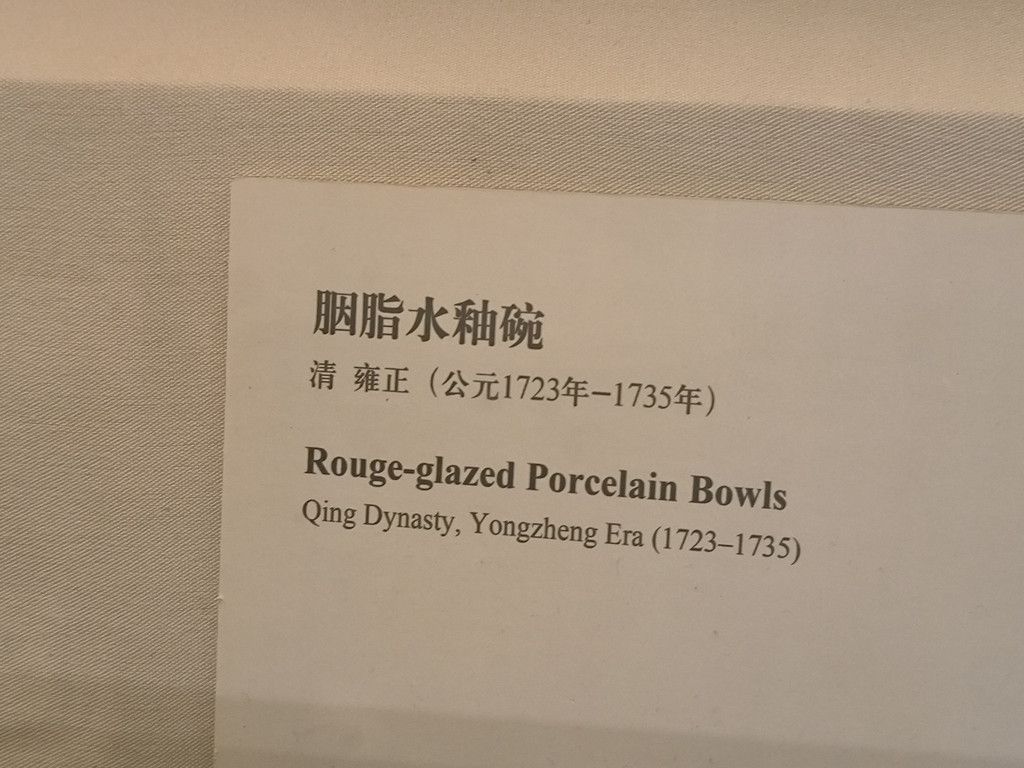 胭脂水釉碗
清 雍正（公元1723年－1735年）
Rouge-glazed Porcelain Bowls
Qing Dynasty, Yongzheng Era (1723–1735)